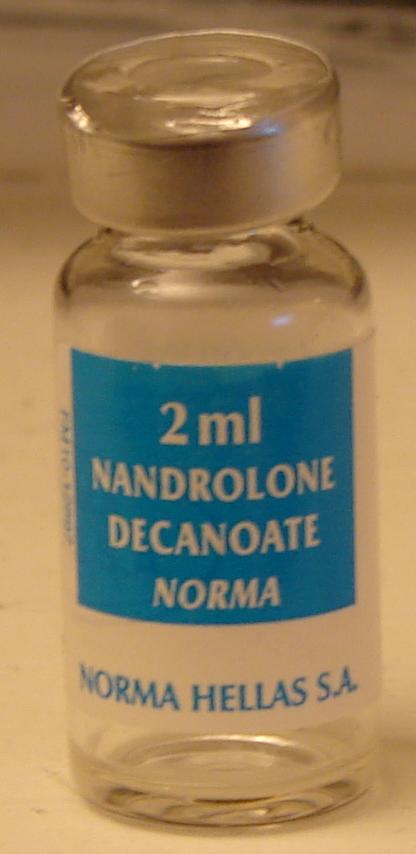 2 ml
NANDROLONE
DECANOATE
NORMA
NORMA HELLAS S.A.